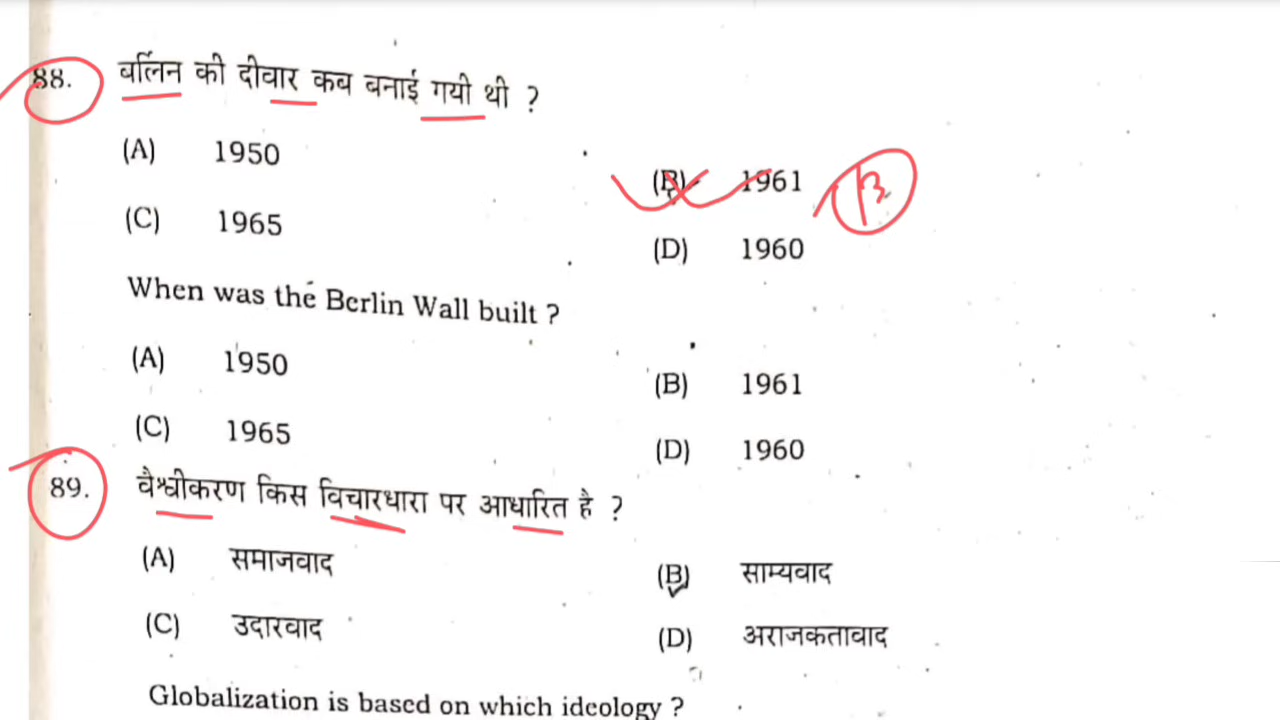 88. बर्लिन की दीवार कब बनाई गयी थी ?
(A) 1950
(B) 1961 B
(C) 1965
(D) 1960
When was the Berlin Wall built ?
(A) 1950
(B) 1961
(C) 1965
(D) 1960
89. वैश्वीकरण किस विचारधारा पर आधारित है ?
(A) समाजवाद
(B) साम्यवाद
(C) उदारवाद
(D) अराजकतावाद
Globalization is based on which ideology ?